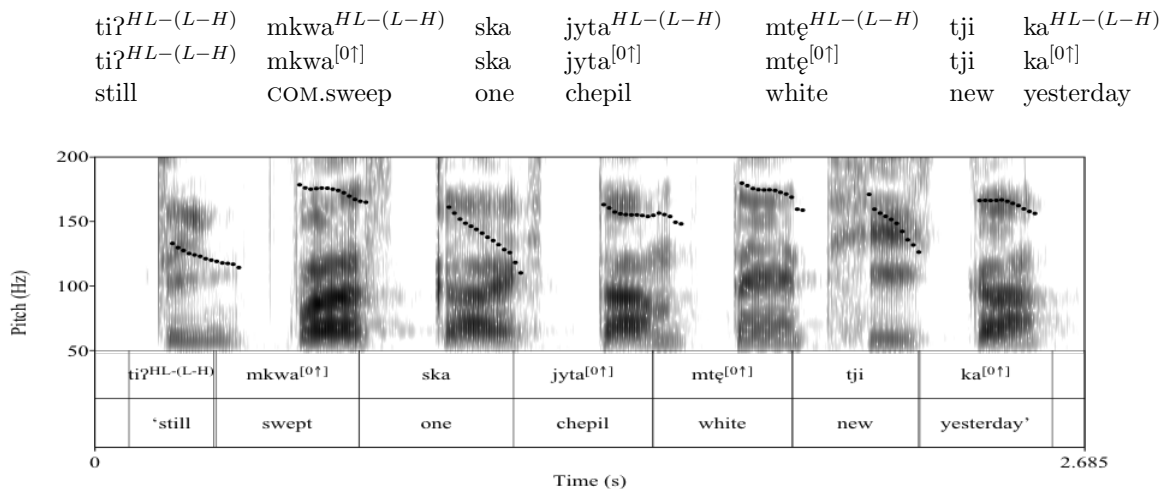 tiʔ^{HL−(L−H)} mkwa^{HL−(L−H)} ska jyta^{HL−(L−H)} mtę^{HL−(L−H)} tji ka^{HL−(L−H)}
tiʔ^{HL−(L−H)} mkwa^{[0↑]} ska jyta^{[0↑]} mtę^{[0↑]} tji ka^{[0↑]}
still COM.sweep one chepil white new yesterday
200
150
100
50
Pitch (Hz)
tiʔ^{HL-(L-H)} mkwa^{[0↑]} ska jyta^{[0↑]} mtę^{[0↑]} tji ka^{[0↑]}
‘still swept one chepil white new yesterday’
0 2.685
Time (s)